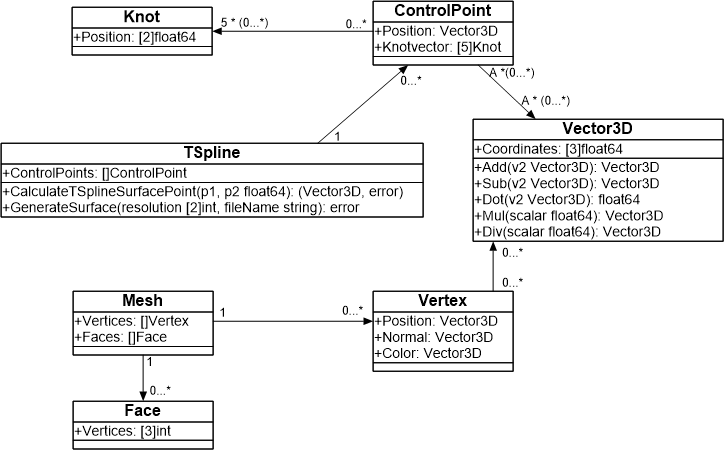 Knot
+Position: [2]float64
5 * (0...*)
0...*
ControlPoint
+Position: Vector3D
+Knotvector: [5]Knot
A *(0...*)
0...*
A * (0...*)
1
TSpline
+ControlPoints: []ControlPoint
+CalculateTSplineSurfacePoint(p1, p2 float64): (Vector3D, error)
+GenerateSurface(resolution [2]int, fileName string): error
Vector3D
+Coordinates: [3]float64
+Add(v2 Vector3D): Vector3D
+Sub(v2 Vector3D): Vector3D
+Dot(v2 Vector3D): float64
+Mul(scalar float64): Vector3D
+Div(scalar float64): Vector3D
0...*
0...*
Mesh
+Vertices: []Vertex
+Faces: []Face
1
0...*
Vertex
+Position: Vector3D
+Normal: Vector3D
+Color: Vector3D
1
0...*
Face
+Vertices: [3]int